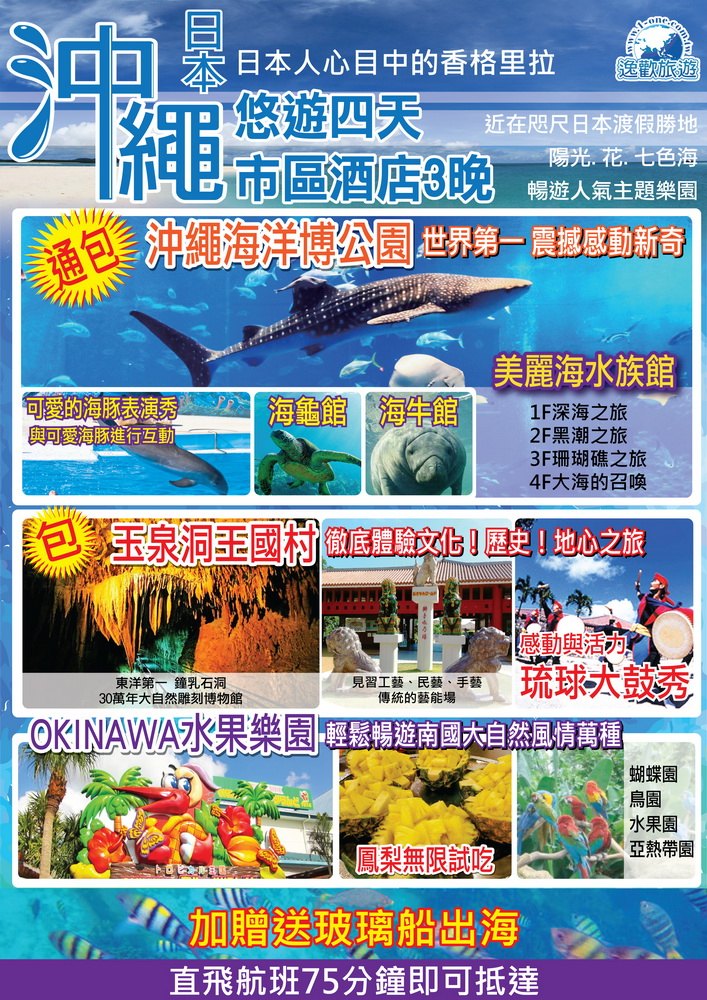 日本
沖繩
日本人心目中的香格里拉
悠遊四天
市區酒店3晚
www.1-one.com.tw
逸歡旅遊
近在咫尺日本渡假勝地
陽光. 花. 七色海
暢遊人氣主題樂園
通包
沖繩海洋博公園
世界第一 震撼感動新奇
美麗海水族館
1F深海之旅
2F黑潮之旅
3F珊瑚礁之旅
4F大海的召喚
可愛的海豚表演秀
與可愛海豚進行互動
海龜館
海牛館
包
玉泉洞王國村
徹底體驗文化！歷史！地心之旅
東洋第一 鐘乳石洞
30萬年大自然雕刻博物館
見習工藝、民藝、手藝
傳統的藝能場
感動與活力
琉球大鼓秀
OKINAWA水果樂園
輕鬆暢遊南國大自然風情萬種
鳳梨無限試吃
蝴蝶園
鳥園
水果園
亞熱帶園
加贈送玻璃船出海
直飛航班75分鐘即可抵達